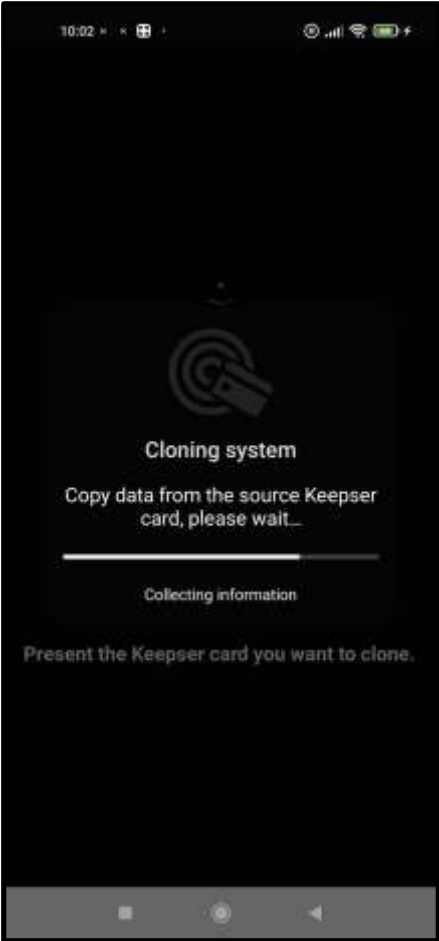 10:02
Cloning system
Copy data from the source Keepser
card, please wait...
Collecting information
Present the Keepser card you want to clone.